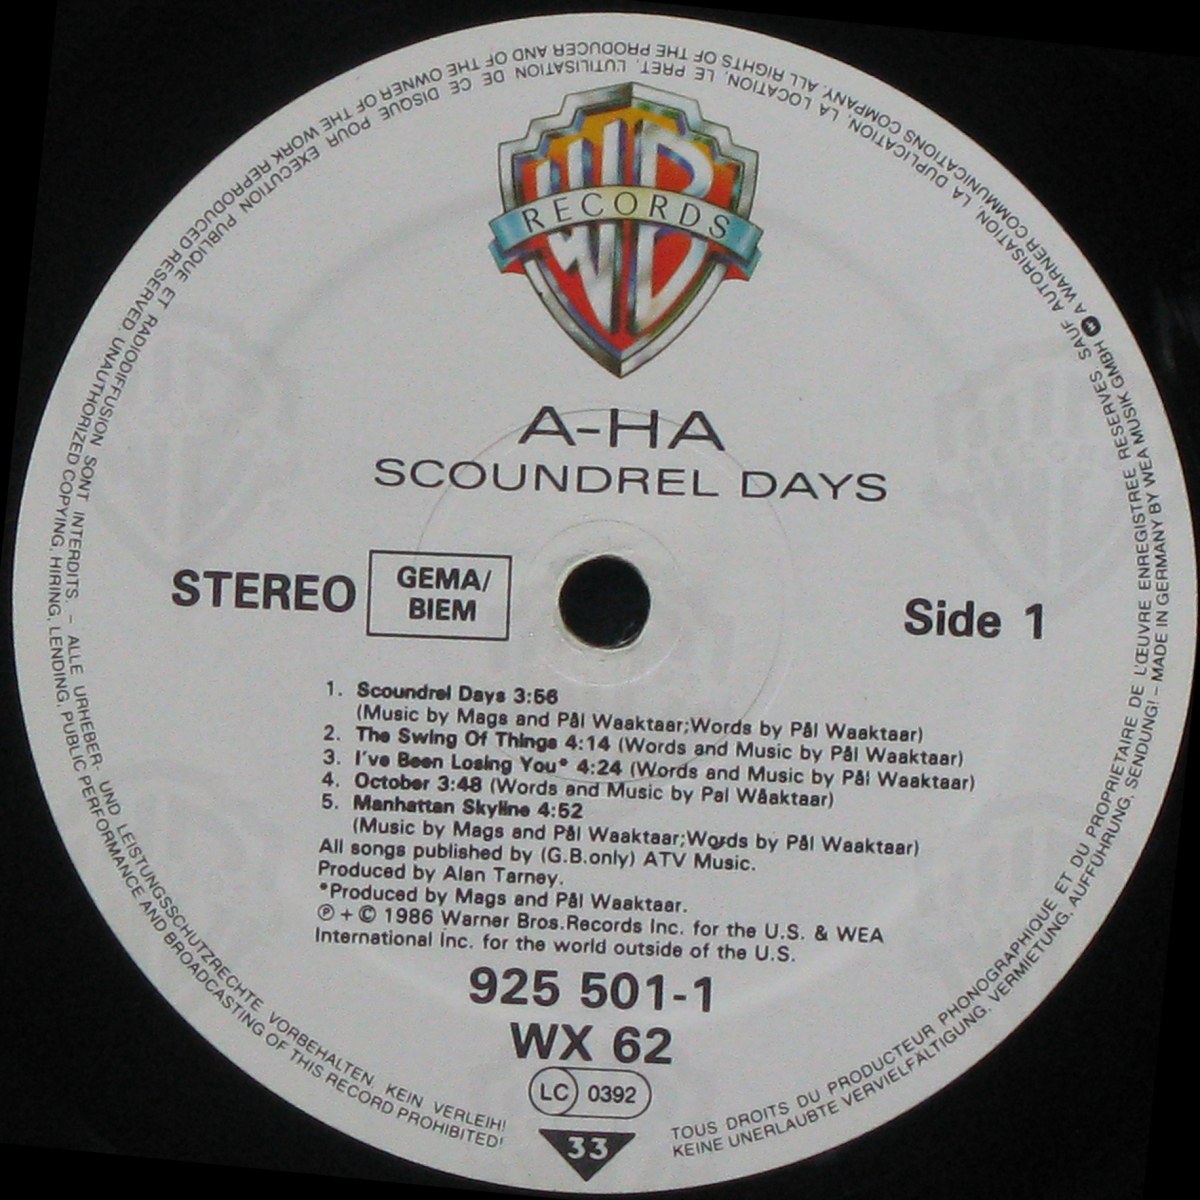 WB
RECORDS
A-HA
SCOUNDREL DAYS
STEREO
GEMA/
BIEM
Side 1
1. Scoundrel Days 3:56
(Music by Mags and Pål Waaktaar;Words by Pål Waaktaar)
2. The Swing Of Things 4:14 (Words and Music by Pål Waaktaar)
3. I've Been Losing You* 4:24 (Words and Music by Pål Waaktaar)
4. October 3:48 (Words and Music by Pal Wåaktaar)
5. Manhattan Skyline 4:52
(Music by Mags and Pål Waaktaar;Words by Pål Waaktaar)
All songs published by (G.B.only) ATV Music.
Produced by Alan Tarney.
*Produced by Mags and Pål Waaktaar.
Ⓟ + © 1986 Warner Bros.Records Inc. for the U.S. & WEA
International Inc. for the world outside of the U.S.
925 501-1
WX 62
LC 0392
33
TOUS DROITS DU PRODUCTEUR PHONOGRAPHIQUE ET DU PROPRIETAIRE DE L'ŒUVRE ENREGISTREE RESERVES SAUF AUTORISATION. LA DUPLICATION, LA LOCATION, LE PRET, L'UTILISATION DE CE DISQUE POUR EXECUTION PUBLIQUE ET RADIODIFFUSION SONT INTERDITS. – ALLE URHEBER- UND LEISTUNGSSCHUTZRECHTE VORBEHALTEN. KEIN VERLEIH!
KEINE UNERLAUBTE VERVIELFÄLTIGUNG, VERMIETUNG, AUFFÜHRUNG, SENDUNG! – MADE IN GERMANY BY WEA MUSIK GMBH A WARNER COMMUNICATIONS COMPANY. ALL RIGHTS OF THE PRODUCER AND OF THE OWNER OF THE WORK REPRODUCED RESERVED. UNAUTHORIZED COPYING, HIRING, LENDING, PUBLIC PERFORMANCE AND BROADCASTING OF THIS RECORD PROHIBITED!